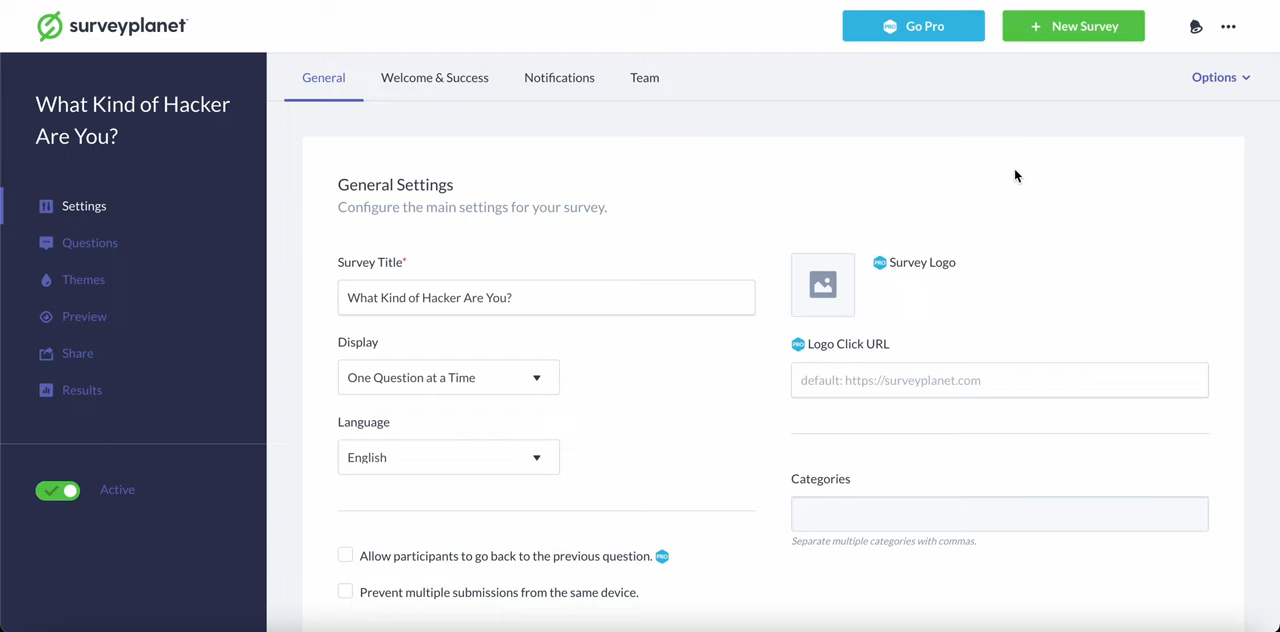 surveyplanet
PRO Go Pro
+ New Survey
What Kind of Hacker
Are You?
Settings
Questions
Themes
Preview
Share
Results
Active
General
Welcome & Success
Notifications
Team
Options
General Settings
Configure the main settings for your survey.
Survey Title*
What Kind of Hacker Are You?
Display
One Question at a Time
Language
English
Allow participants to go back to the previous question. PRO
Prevent multiple submissions from the same device.
PRO Survey Logo
PRO Logo Click URL
default: https://surveyplanet.com
Categories
Separate multiple categories with commas.